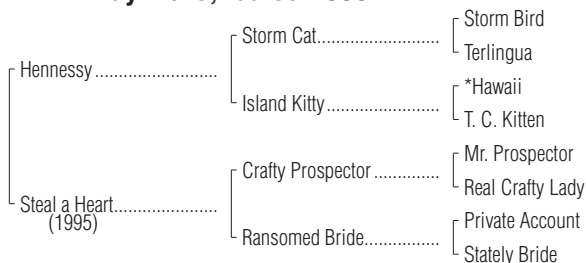 Storm Bird
Storm Cat
Terlingua
Hennessy
*Hawaii
Island Kitty
T. C. Kitten
Mr. Prospector
Crafty Prospector
Real Crafty Lady
Steal a Heart
(1995)
Private Account
Ransomed Bride
Stately Bride